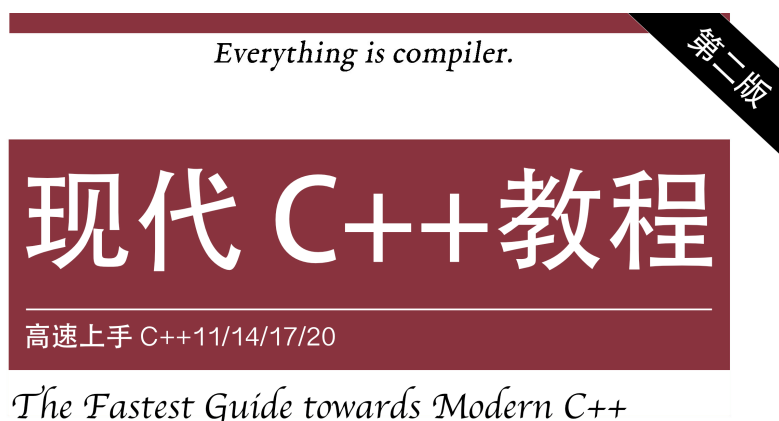 Everything is compiler.
第二版
现代 C++教程
高速上手 C++11/14/17/20
The Fastest Guide towards Modern C++